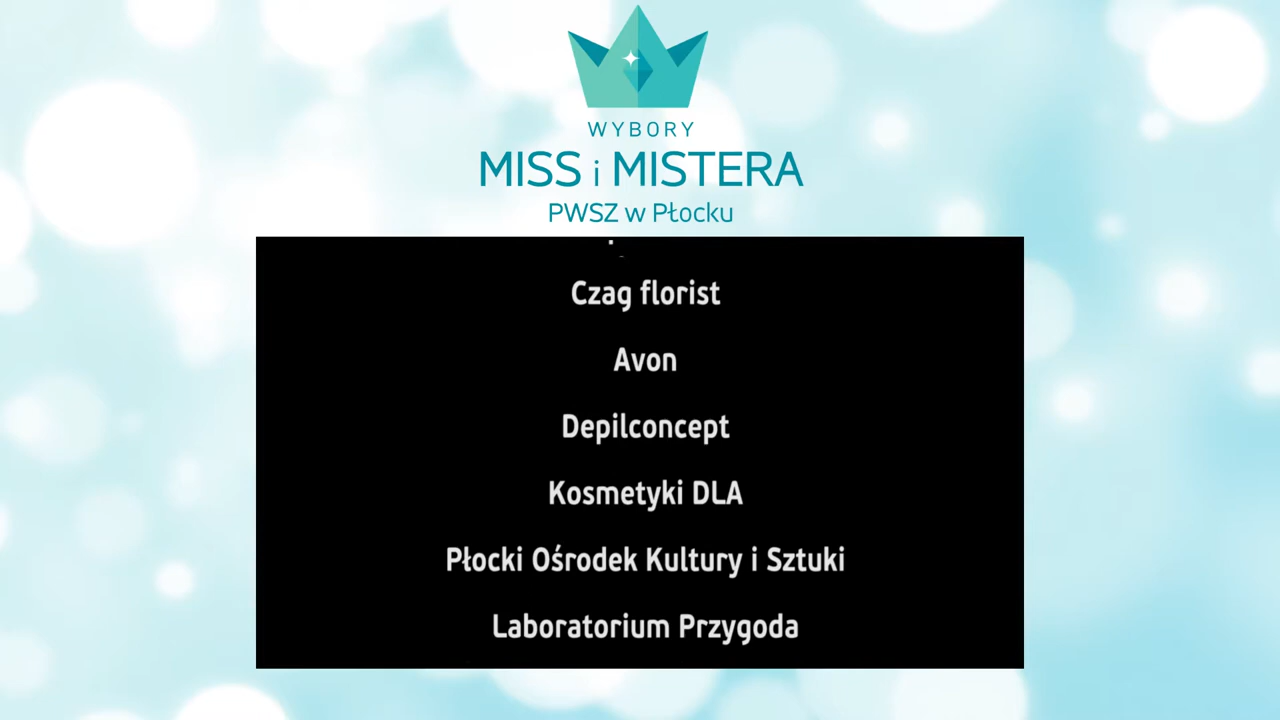 WYBORY
MISS i MISTERA
PWSZ w Płocku
Czag florist
Avon
Depilconcept
Kosmetyki DLA
Płocki Ośrodek Kultury i Sztuki
Laboratorium Przygoda